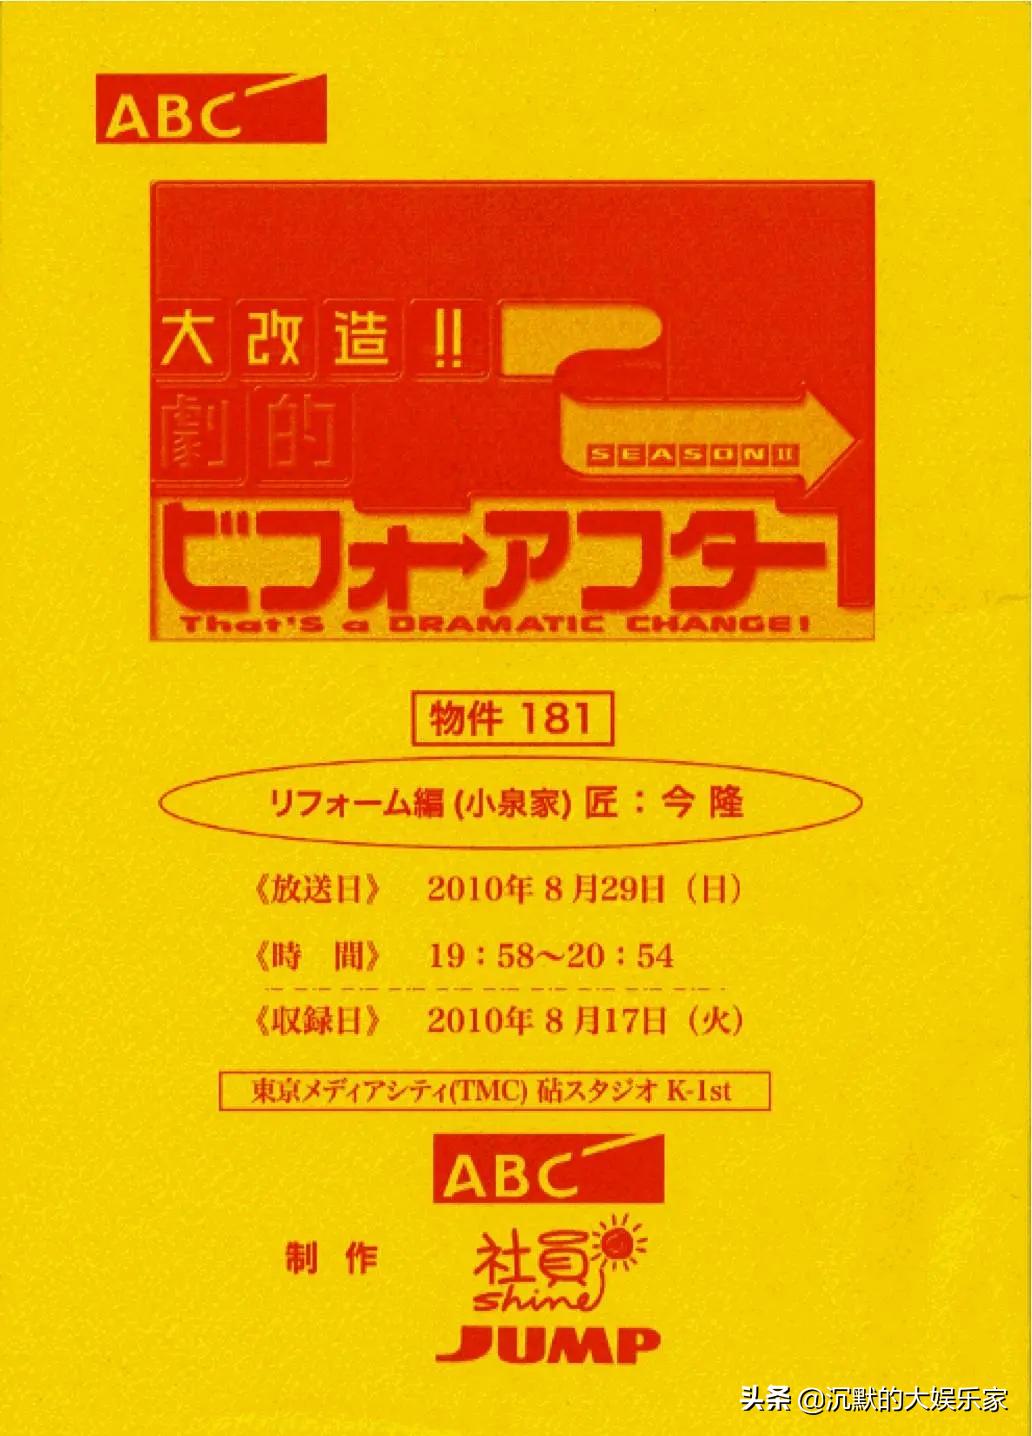 ABC
大改造!!
劇的
SEASON II
ビフォーアフター
That's a DRAMATIC CHANGE!
物件 181
リフォーム編 (小泉家) 匠：今 隆
《放送日》 2010年 8 月29日（日）
《時 間》 19：58～20：54
《収録日》 2010年 8 月17日（火）
東京メディアシティ(TMC) 砧スタジオ K-1st
ABC
制 作
社員
shine
JUMP
头条 @沉默的大娱乐家